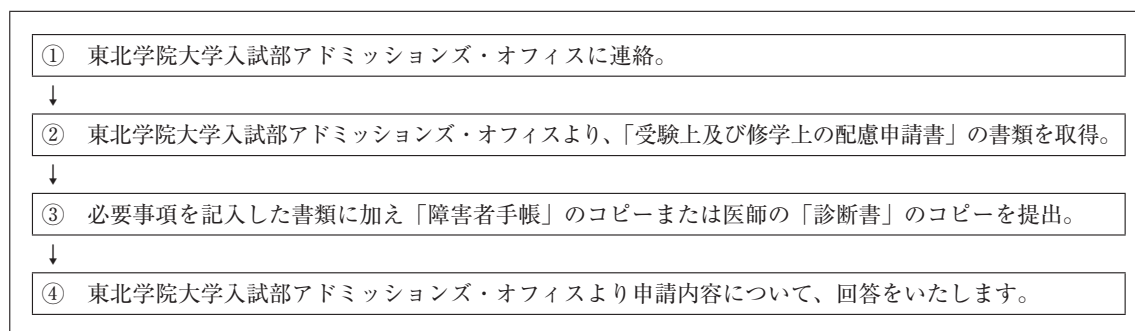 ① 東北学院大学入試部アドミッションズ・オフィスに連絡。
↓
② 東北学院大学入試部アドミッションズ・オフィスより、「受験上及び修学上の配慮申請書」の書類を取得。
↓
③ 必要事項を記入した書類に加え「障害者手帳」のコピーまたは医師の「診断書」のコピーを提出。
↓
④ 東北学院大学入試部アドミッションズ・オフィスより申請内容について、回答をいたします。